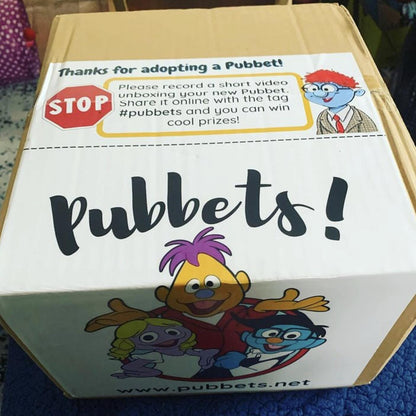 Thanks for adopting a Pubbet!
STOP
Please record a short video
unboxing your new Pubbet.
Share it online with the tag
#pubbets and you can win
cool prizes!
Pubbets!
www.pubbets.net